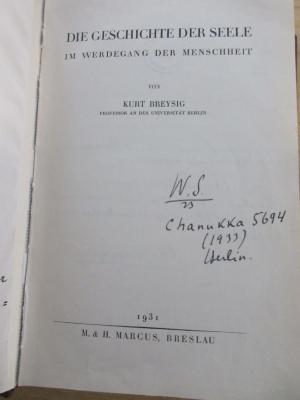 DIE GESCHICHTE DER SEELE
IM WERDEGANG DER MENSCHHEIT
VON
KURT BREYSIG
PROFESSOR AN DER UNIVERSITÄT BERLIN
W. S.
23
Chanukka 5694
(1933)
Berlin.
1931
M. & H. MARCUS, BRESLAU